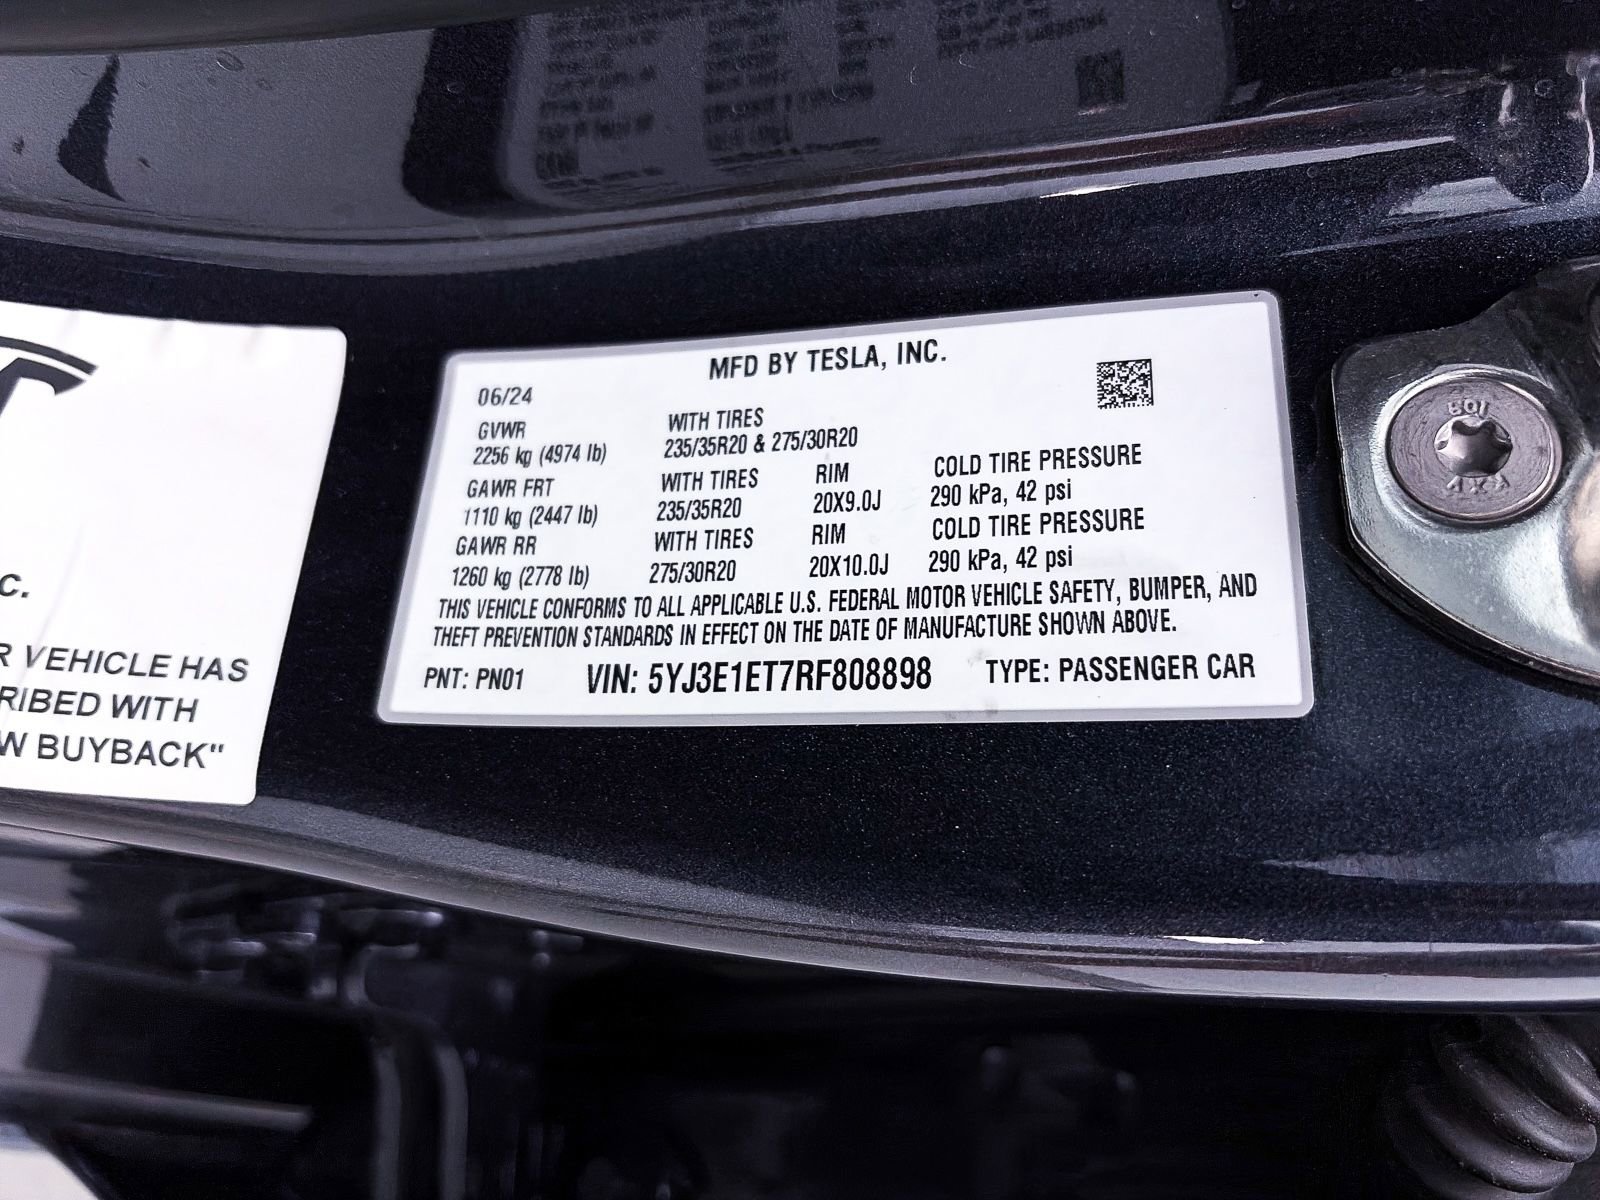 MFD BY TESLA, INC.
06/24
GVWR WITH TIRES
2256 kg (4974 lb) 235/35R20 & 275/30R20
GAWR FRT WITH TIRES RIM COLD TIRE PRESSURE
1110 kg (2447 lb) 235/35R20 20X9.0J 290 kPa, 42 psi
GAWR RR WITH TIRES RIM COLD TIRE PRESSURE
1260 kg (2778 lb) 275/30R20 20X10.0J 290 kPa, 42 psi
THIS VEHICLE CONFORMS TO ALL APPLICABLE U.S. FEDERAL MOTOR VEHICLE SAFETY, BUMPER, AND
THEFT PREVENTION STANDARDS IN EFFECT ON THE DATE OF MANUFACTURE SHOWN ABOVE.
PNT: PN01 VIN: 5YJ3E1ET7RF808898 TYPE: PASSENGER CAR
C.
R VEHICLE HAS
RIBED WITH
W BUYBACK"